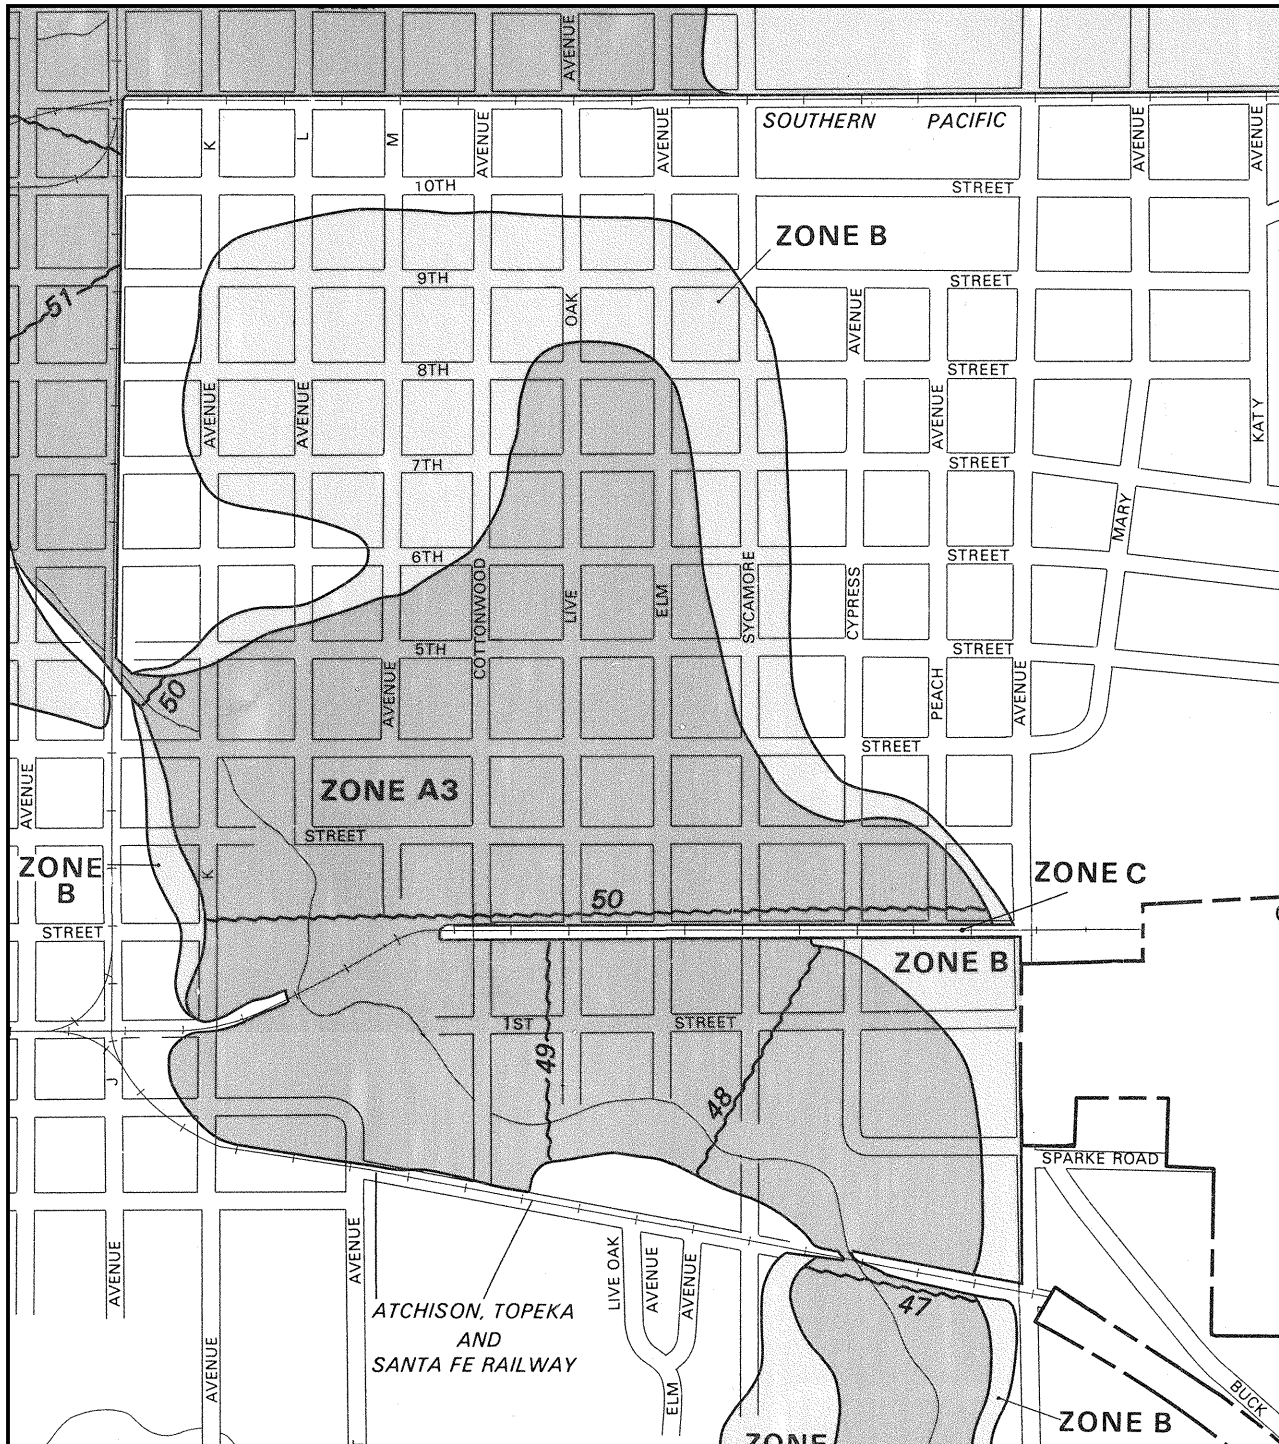 AVENUE
K
L
M
AVENUE
ELM
SOUTHERN PACIFIC
AVENUE
AVENUE
10TH
STREET
ZONE B
9TH
STREET
51
OAK
AVENUE
8TH
STREET
AVENUE
AVENUE
AVENUE
KATY
7TH
STREET
MARY
6TH
STREET
COTTONWOOD
LIVE
ELM
SYCAMORE
CYPRESS
5TH
STREET
50
AVENUE
PEACH
AVENUE
STREET
AVENUE
ZONE A3
STREET
ZONE
B
K
ZONE C
50
STREET
ZONE B
1ST
STREET
49
48
J
SPARKE ROAD
AVENUE
AVENUE
LIVE OAK
AVENUE
AVENUE
47
ATCHISON, TOPEKA
AND
SANTA FE RAILWAY
AVENUE
ELM
BUCK
ZONE B
ZONE